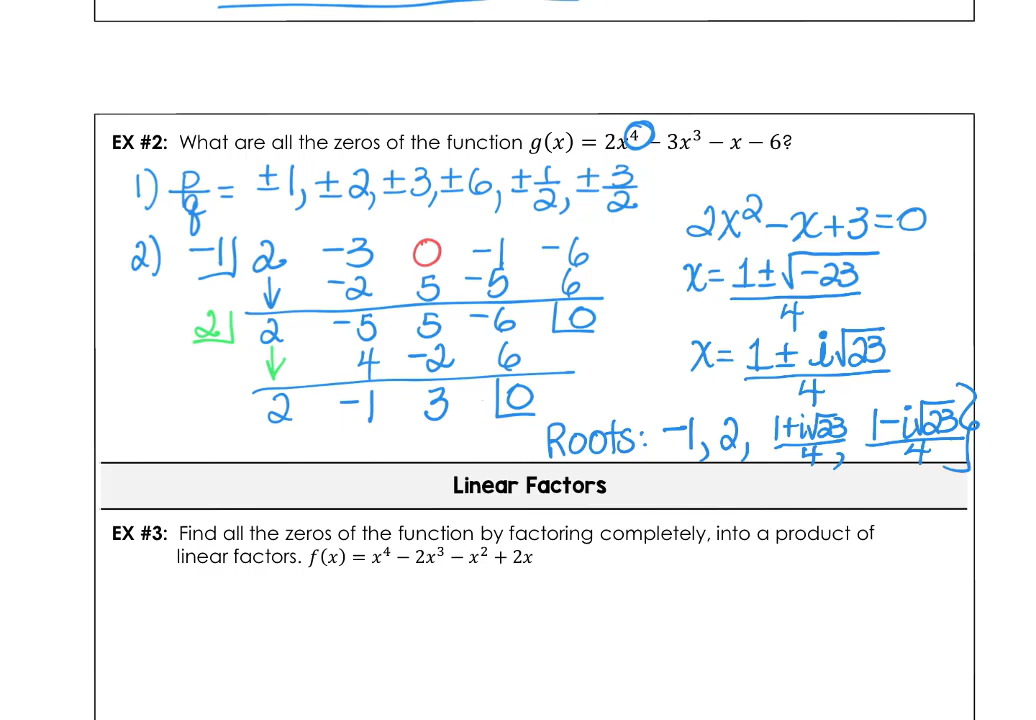 EX #2: What are all the zeros of the function g(x) = 2x⁴ − 3x³ − x − 6?
1) p/q = ±1, ±2, ±3, ±6, ±1/2, ±3/2
2) −1| 2 −3 0 −1 −6
↓ −2 5 −5 6
2| 2 −5 5 −6 |0
↓ 4 −2 6
2 −1 3 |0
2x² − x + 3 = 0
x = (1 ± √−23)/4
x = (1 ± i√23)/4
Roots: −1, 2, (1+i√23)/4, (1−i√23)/4
Linear Factors
EX #3: Find all the zeros of the function by factoring completely, into a product of
linear factors. f(x) = x⁴ − 2x³ − x² + 2x